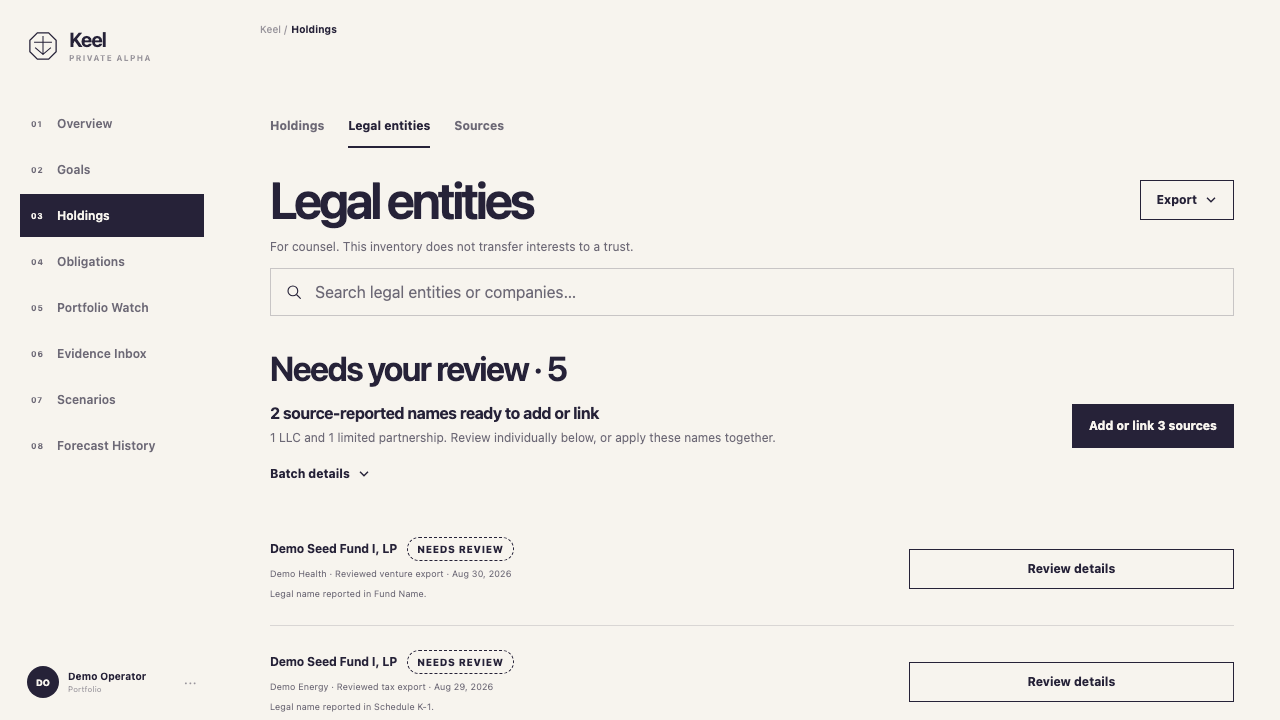 Keel
PRIVATE ALPHA
Keel / Holdings
01 Overview
02 Goals
03 Holdings
04 Obligations
05 Portfolio Watch
06 Evidence Inbox
07 Scenarios
08 Forecast History
DO
Demo Operator
Portfolio
...
Holdings Legal entities Sources
Legal entities
Export
For counsel. This inventory does not transfer interests to a trust.
Search legal entities or companies...
Needs your review · 5
2 source-reported names ready to add or link
1 LLC and 1 limited partnership. Review individually below, or apply these names together.
Add or link 3 sources
Batch details
Demo Seed Fund I, LP NEEDS REVIEW
Demo Health · Reviewed venture export · Aug 30, 2026
Legal name reported in Fund Name.
Review details
Demo Seed Fund I, LP NEEDS REVIEW
Demo Energy · Reviewed tax export · Aug 29, 2026
Legal name reported in Schedule K-1.
Review details